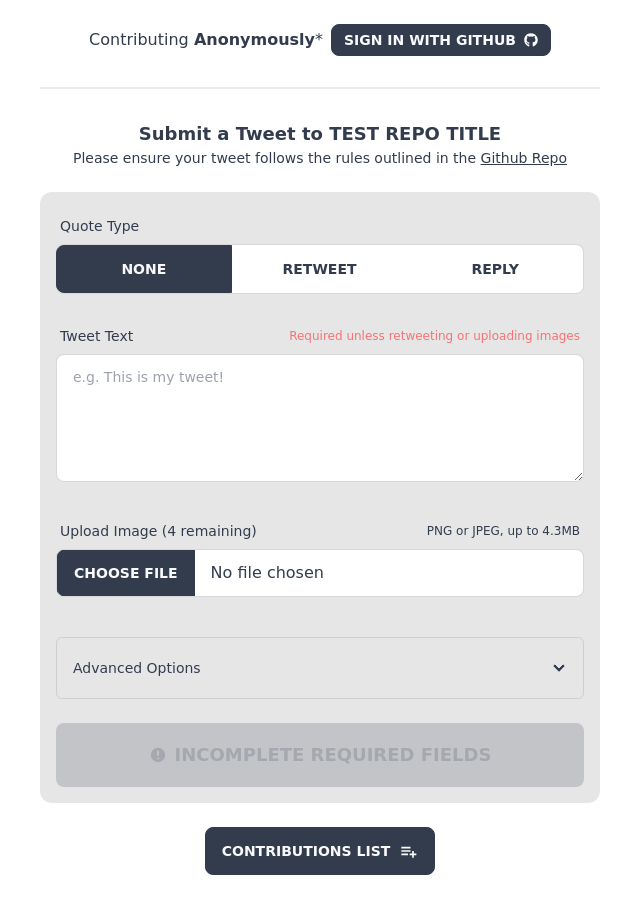 Contributing Anonymously* SIGN IN WITH GITHUB
Submit a Tweet to TEST REPO TITLE
Please ensure your tweet follows the rules outlined in the Github Repo
Quote Type
NONE RETWEET REPLY
Tweet Text Required unless retweeting or uploading images
e.g. This is my tweet!
Upload Image (4 remaining) PNG or JPEG, up to 4.3MB
CHOOSE FILE No file chosen
Advanced Options
INCOMPLETE REQUIRED FIELDS
CONTRIBUTIONS LIST